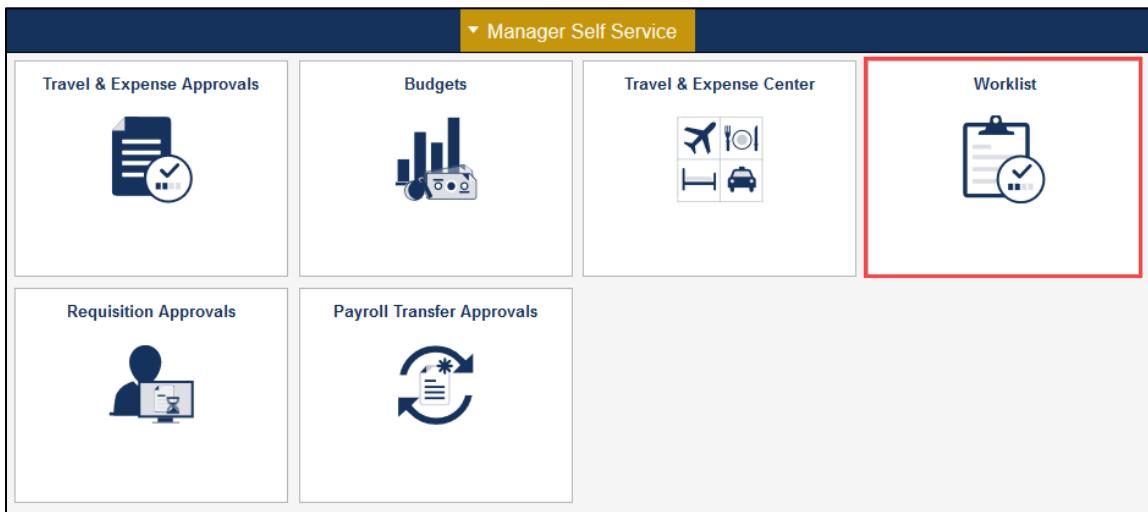 Manager Self Service
Travel & Expense Approvals
Budgets
Travel & Expense Center
Worklist
Requisition Approvals
Payroll Transfer Approvals